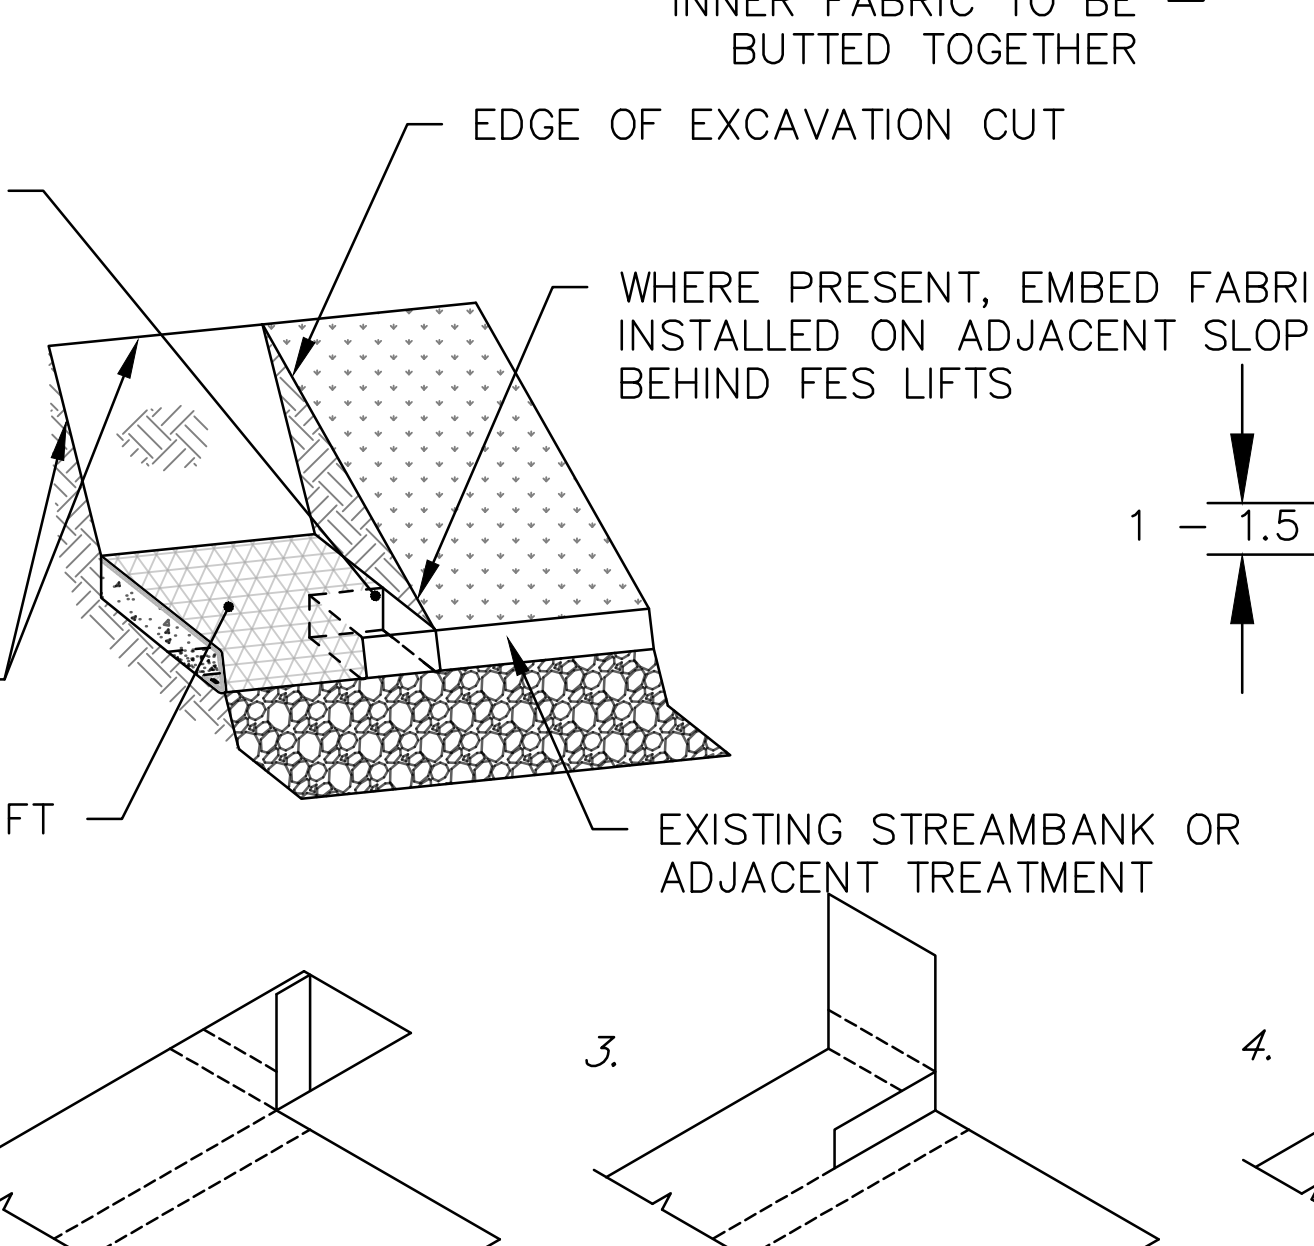 INNER FABRIC TO BE
BUTTED TOGETHER
EDGE OF EXCAVATION CUT
WHERE PRESENT, EMBED FABRI
INSTALLED ON ADJACENT SLOP
BEHIND FES LIFTS
1 - 1.5
FT
EXISTING STREAMBANK OR
ADJACENT TREATMENT
3.
4.